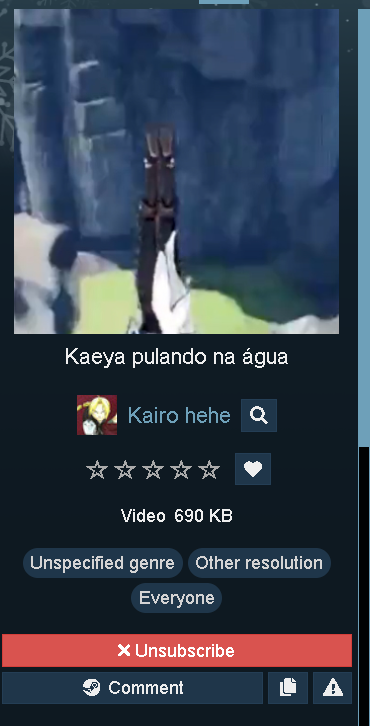 Kaeya pulando na água
Kairo hehe
Video 690 KB
Unspecified genre
Other resolution
Everyone
Unsubscribe
Comment